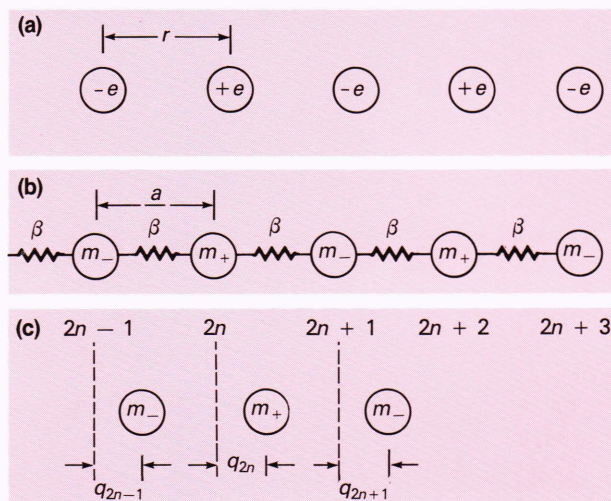 (a)
r
−e +e −e +e −e
(b)
a
β β β β β
m₋ m₊ m₋ m₊ m₋
(c) 2n − 1 2n 2n + 1 2n + 2 2n + 3
m₋ m₊ m₋
q₂ₙ₋₁ q₂ₙ q₂ₙ₊₁